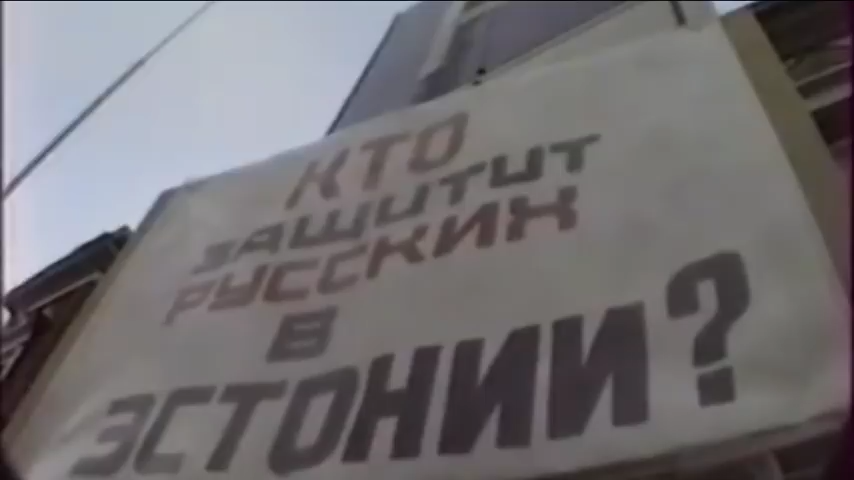 КТО
ЗАЩИТИТ
РУССКИХ
В
ЭСТОНИИ?